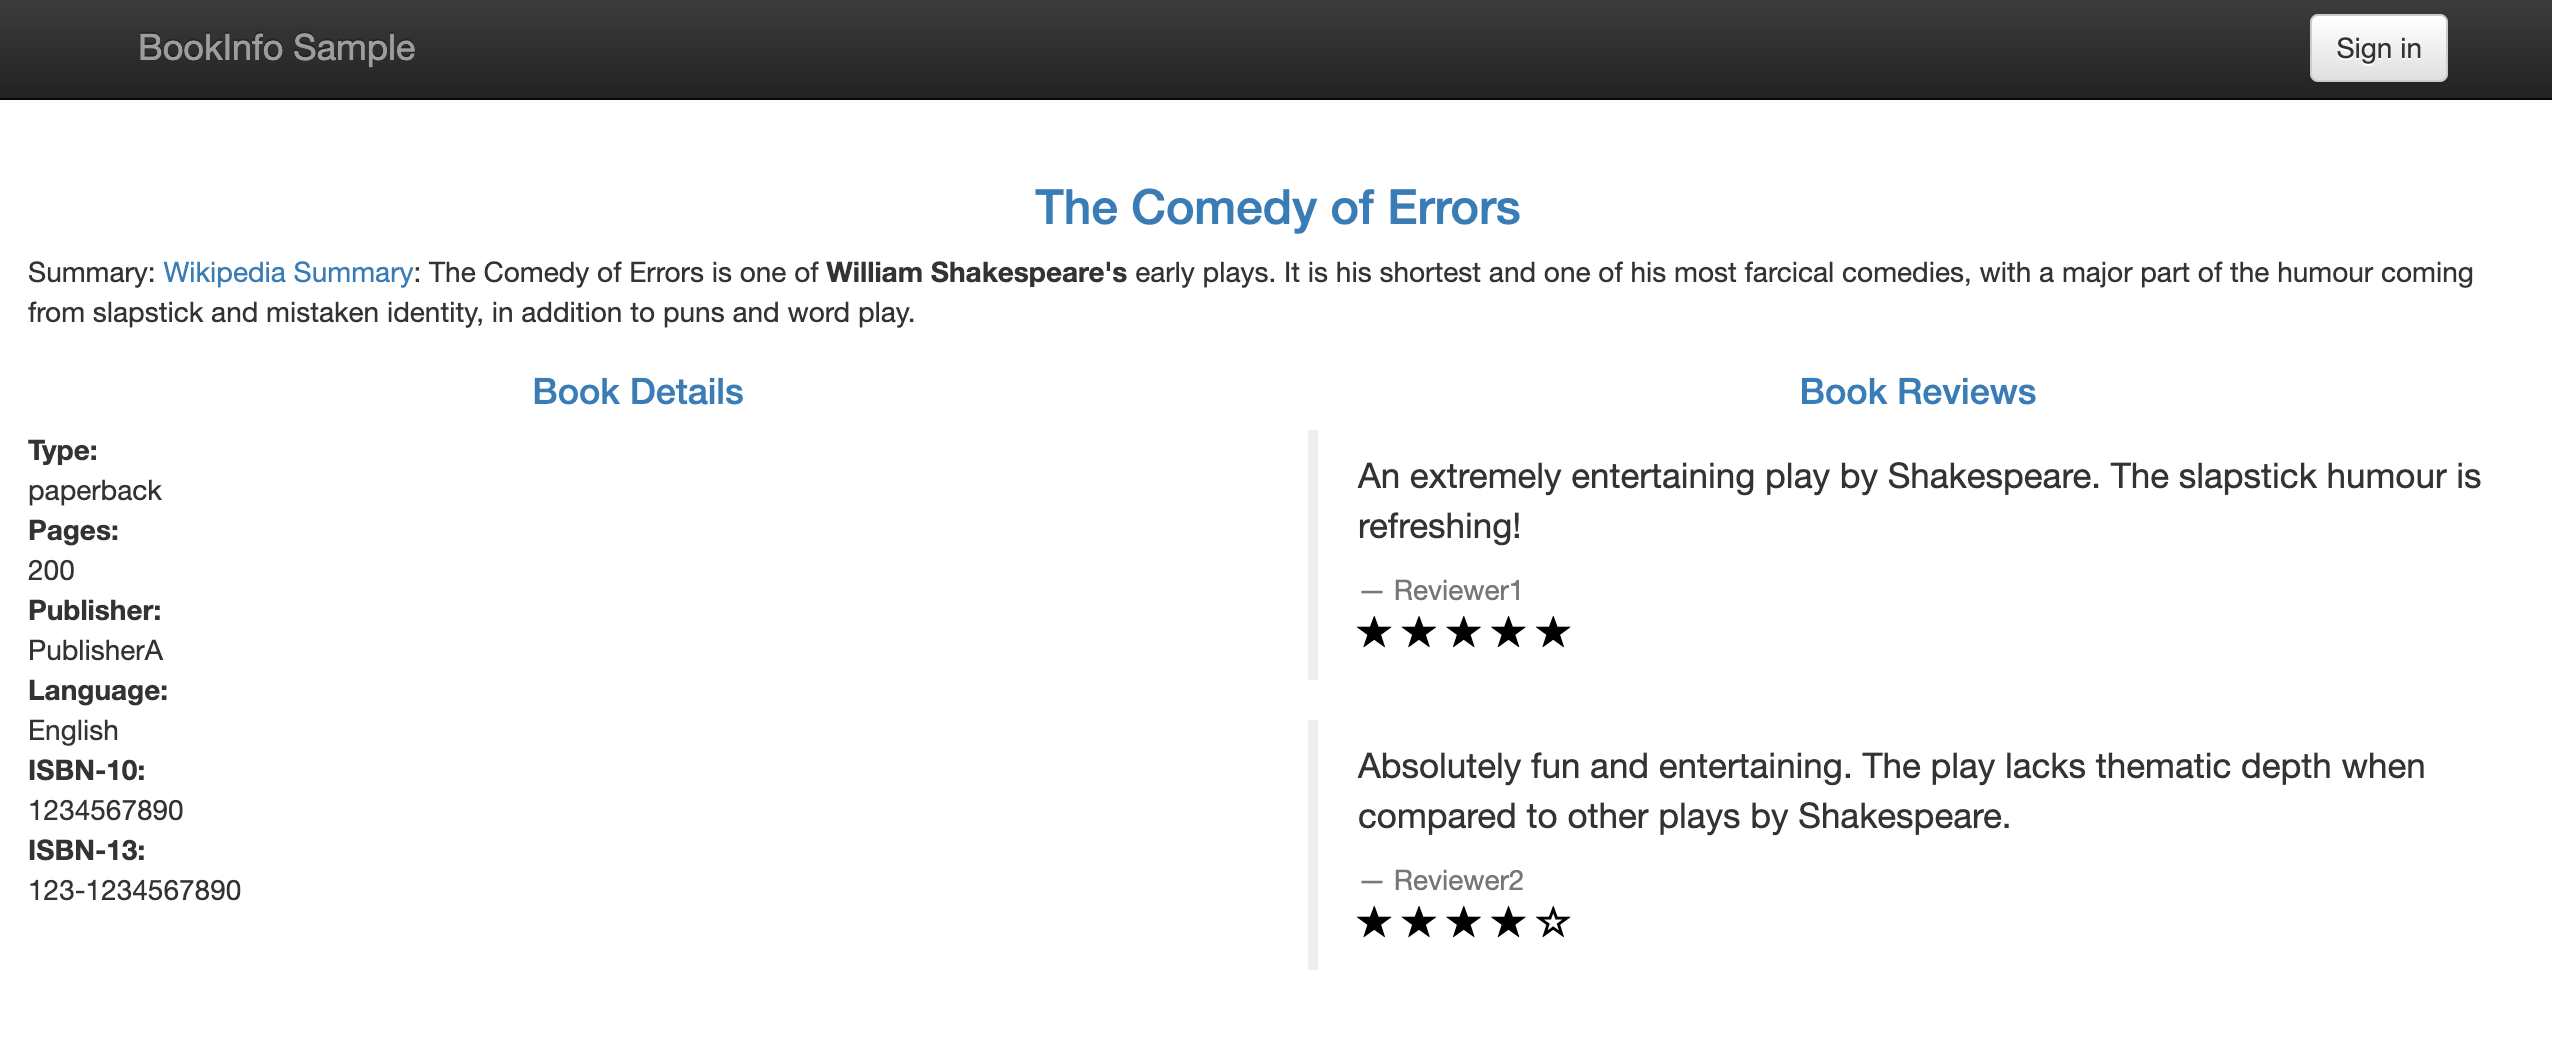 BookInfo Sample
Sign in
The Comedy of Errors
Summary: Wikipedia Summary: The Comedy of Errors is one of William Shakespeare's early plays. It is his shortest and one of his most farcical comedies, with a major part of the humour coming
from slapstick and mistaken identity, in addition to puns and word play.
Book Details
Type:
paperback
Pages:
200
Publisher:
PublisherA
Language:
English
ISBN-10:
1234567890
ISBN-13:
123-1234567890
Book Reviews
An extremely entertaining play by Shakespeare. The slapstick humour is
refreshing!
— Reviewer1
★ ★ ★ ★ ★
Absolutely fun and entertaining. The play lacks thematic depth when
compared to other plays by Shakespeare.
— Reviewer2
★ ★ ★ ★ ☆